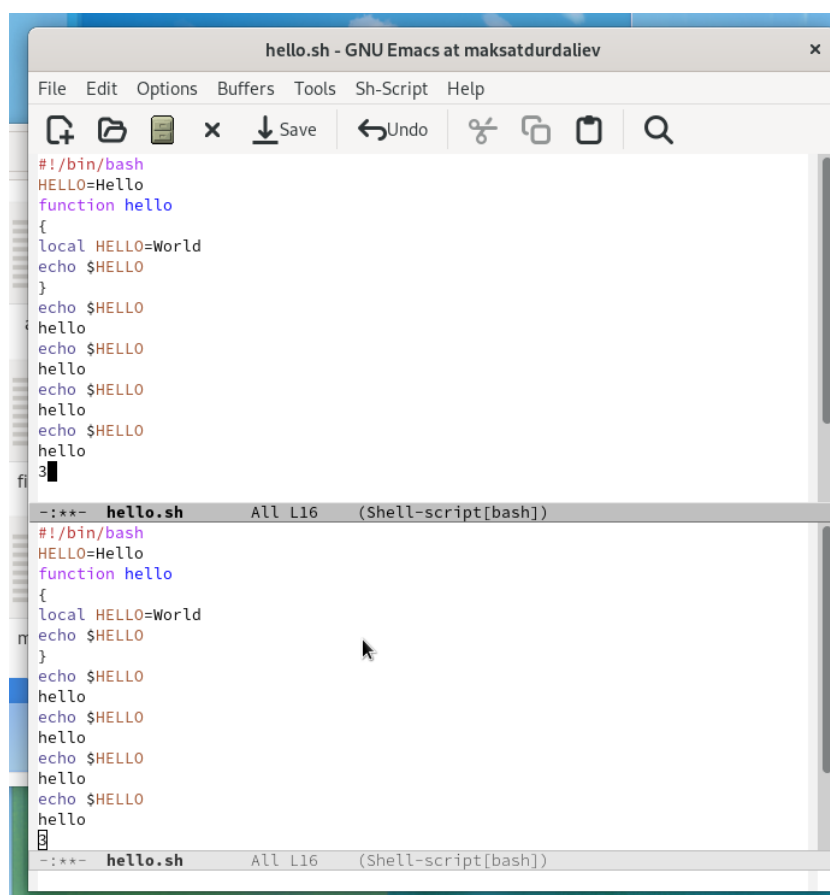 hello.sh - GNU Emacs at maksatdurdaliev
File Edit Options Buffers Tools Sh-Script Help
Save Undo
#!/bin/bash
HELLO=Hello
function hello
{
local HELLO=World
echo $HELLO
}
echo $HELLO
hello
echo $HELLO
hello
echo $HELLO
hello
echo $HELLO
hello
3
-:**- hello.sh All L16 (Shell-script[bash])
#!/bin/bash
HELLO=Hello
function hello
{
local HELLO=World
echo $HELLO
}
echo $HELLO
hello
echo $HELLO
hello
echo $HELLO
hello
echo $HELLO
hello
3
-:**- hello.sh All L16 (Shell-script[bash])